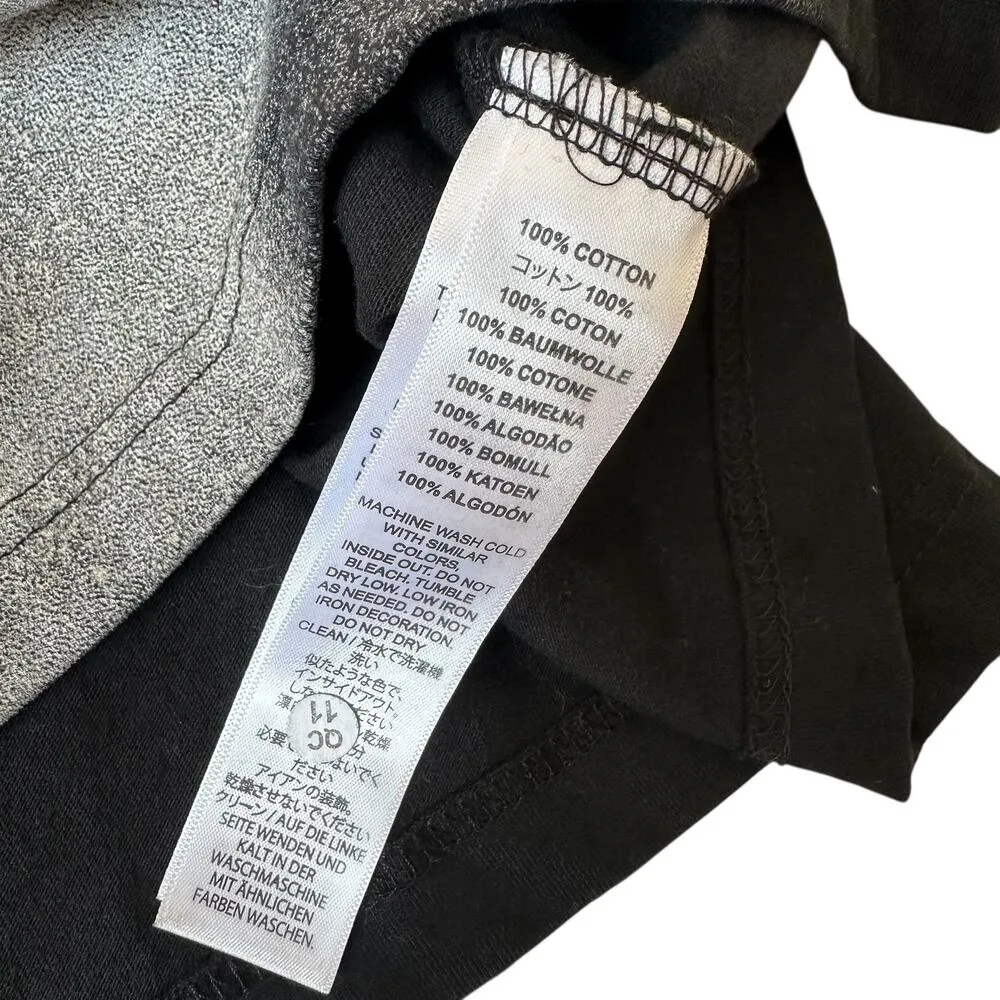 100% COTTON
コットン 100%
100% COTON
100% BAUMWOLLE
100% COTONE
100% BAWEŁNA
100% ALGODÃO
100% BOMULL
100% KATOEN
100% ALGODÓN
MACHINE WASH COLD
WITH SIMILAR
COLORS,
INSIDE OUT. DO NOT
BLEACH. TUMBLE
DRY LOW. LOW IRON
AS NEEDED. DO NOT
IRON DECORATION.
DO NOT DRY
CLEAN / 冷水で洗濯機
洗い
似たような色で、
インサイドアウト
QC
11
ださい
アイアンの装飾。
乾燥させないでください
クリーン / AUF DIE LINKE
SEITE WENDEN UND
KALT IN DER
WASCHMASCHINE
MIT ÄHNLICHEN
FARBEN WASCHEN.